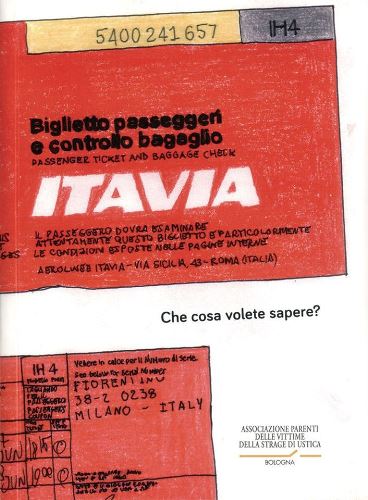 5400 241 657
IH4
Biglietto passeggeri
e controllo bagaglio
PASSENGER TICKET AND BAGGAGE CHECK
ITAVIA
IL PASSEGGERO DOVRA ESAMINARE
ATTENTAMENTE QUESTO BIGLIETTO E PARTICOLARMENTE
LE CONDIZIONI ESPOSTE NELLE PAGINE INTERNE
AEROLINEE ITAVIA - VIA SICILIA, 43 - ROMA (ITALIA)
Che cosa volete sapere?
IH4
Vedere in calce per il Numero di serie
See below for Serial Number
FIORENTINO
38-2 0238
MILANO - ITALY
PASSEGGERO
COUPON
ASSOCIAZIONE PARENTI
DELLE VITTIME
DELLA STRAGE DI USTICA
BOLOGNA